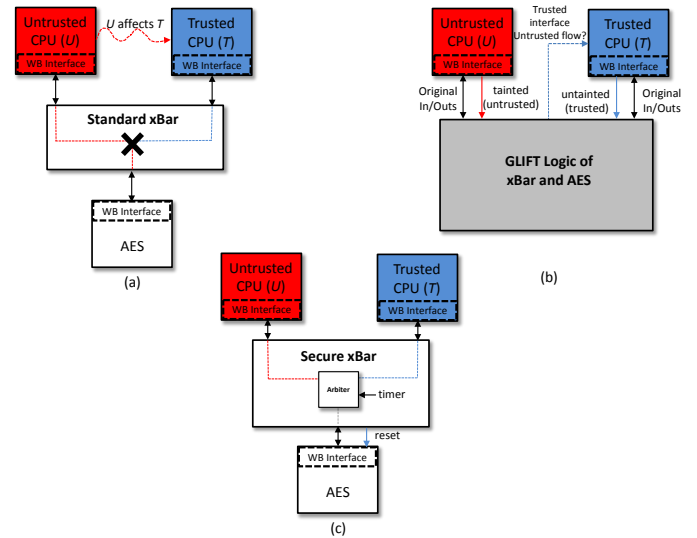 Untrusted
CPU (U)
WB Interface
U affects T
Trusted
CPU (T)
WB Interface
Standard xBar
WB Interface
AES
(a)
Untrusted
CPU (U)
WB Interface
Trusted
interface
Untrusted flow?
Trusted
CPU (T)
WB Interface
Original
In/Outs
tainted
(untrusted)
untainted
(trusted)
Original
In/Outs
GLIFT Logic of
xBar and AES
(b)
Untrusted
CPU (U)
WB Interface
Trusted
CPU (T)
WB Interface
Secure xBar
Arbiter
timer
reset
WB Interface
AES
(c)